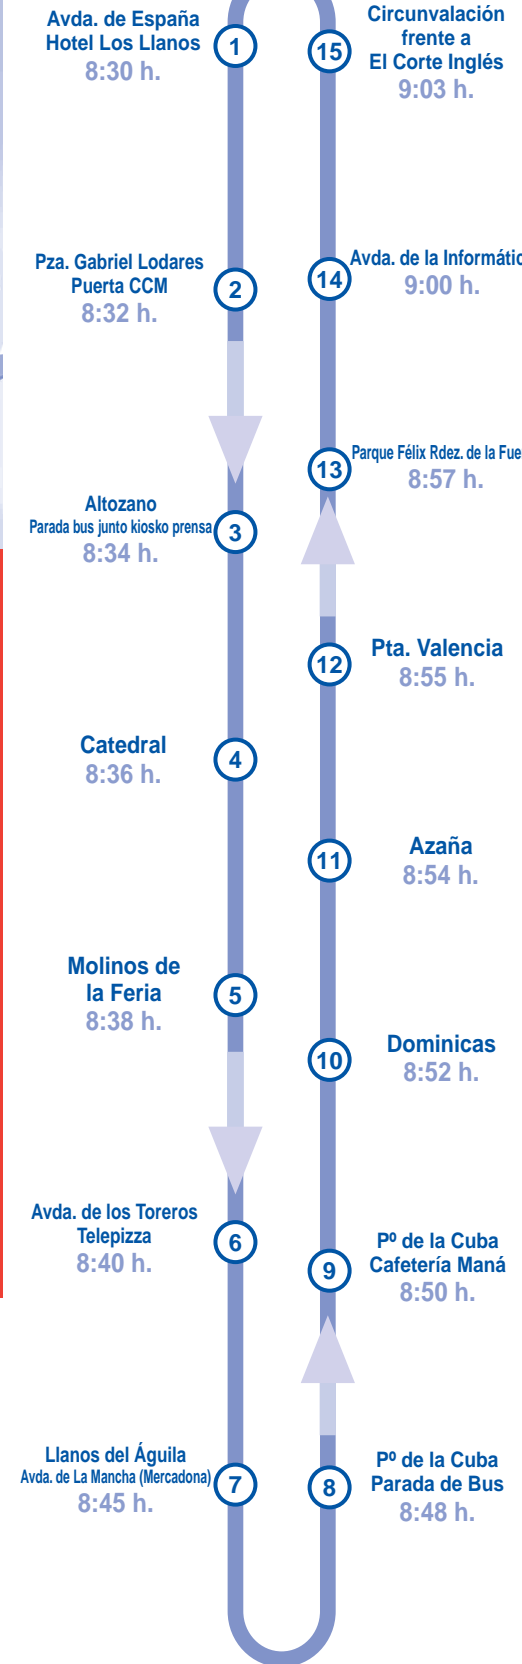 Avda. de España
Hotel Los Llanos
8:30 h.
1
Pza. Gabriel Lodares
Puerta CCM
8:32 h.
2
Altozano
Parada bus junto kiosko prensa
8:34 h.
3
Catedral
8:36 h.
4
Molinos de
la Feria
8:38 h.
5
Avda. de los Toreros
Telepizza
8:40 h.
6
Llanos del Águila
Avda. de La Mancha (Mercadona)
8:45 h.
7
8
Pº de la Cuba
Parada de Bus
8:48 h.
9
Pº de la Cuba
Cafetería Maná
8:50 h.
10
Dominicas
8:52 h.
11
Azaña
8:54 h.
12
Pta. Valencia
8:55 h.
13
Parque Félix Rdez. de la Fue
8:57 h.
14
Avda. de la Informátic
9:00 h.
15
Circunvalación
frente a
El Corte Inglés
9:03 h.